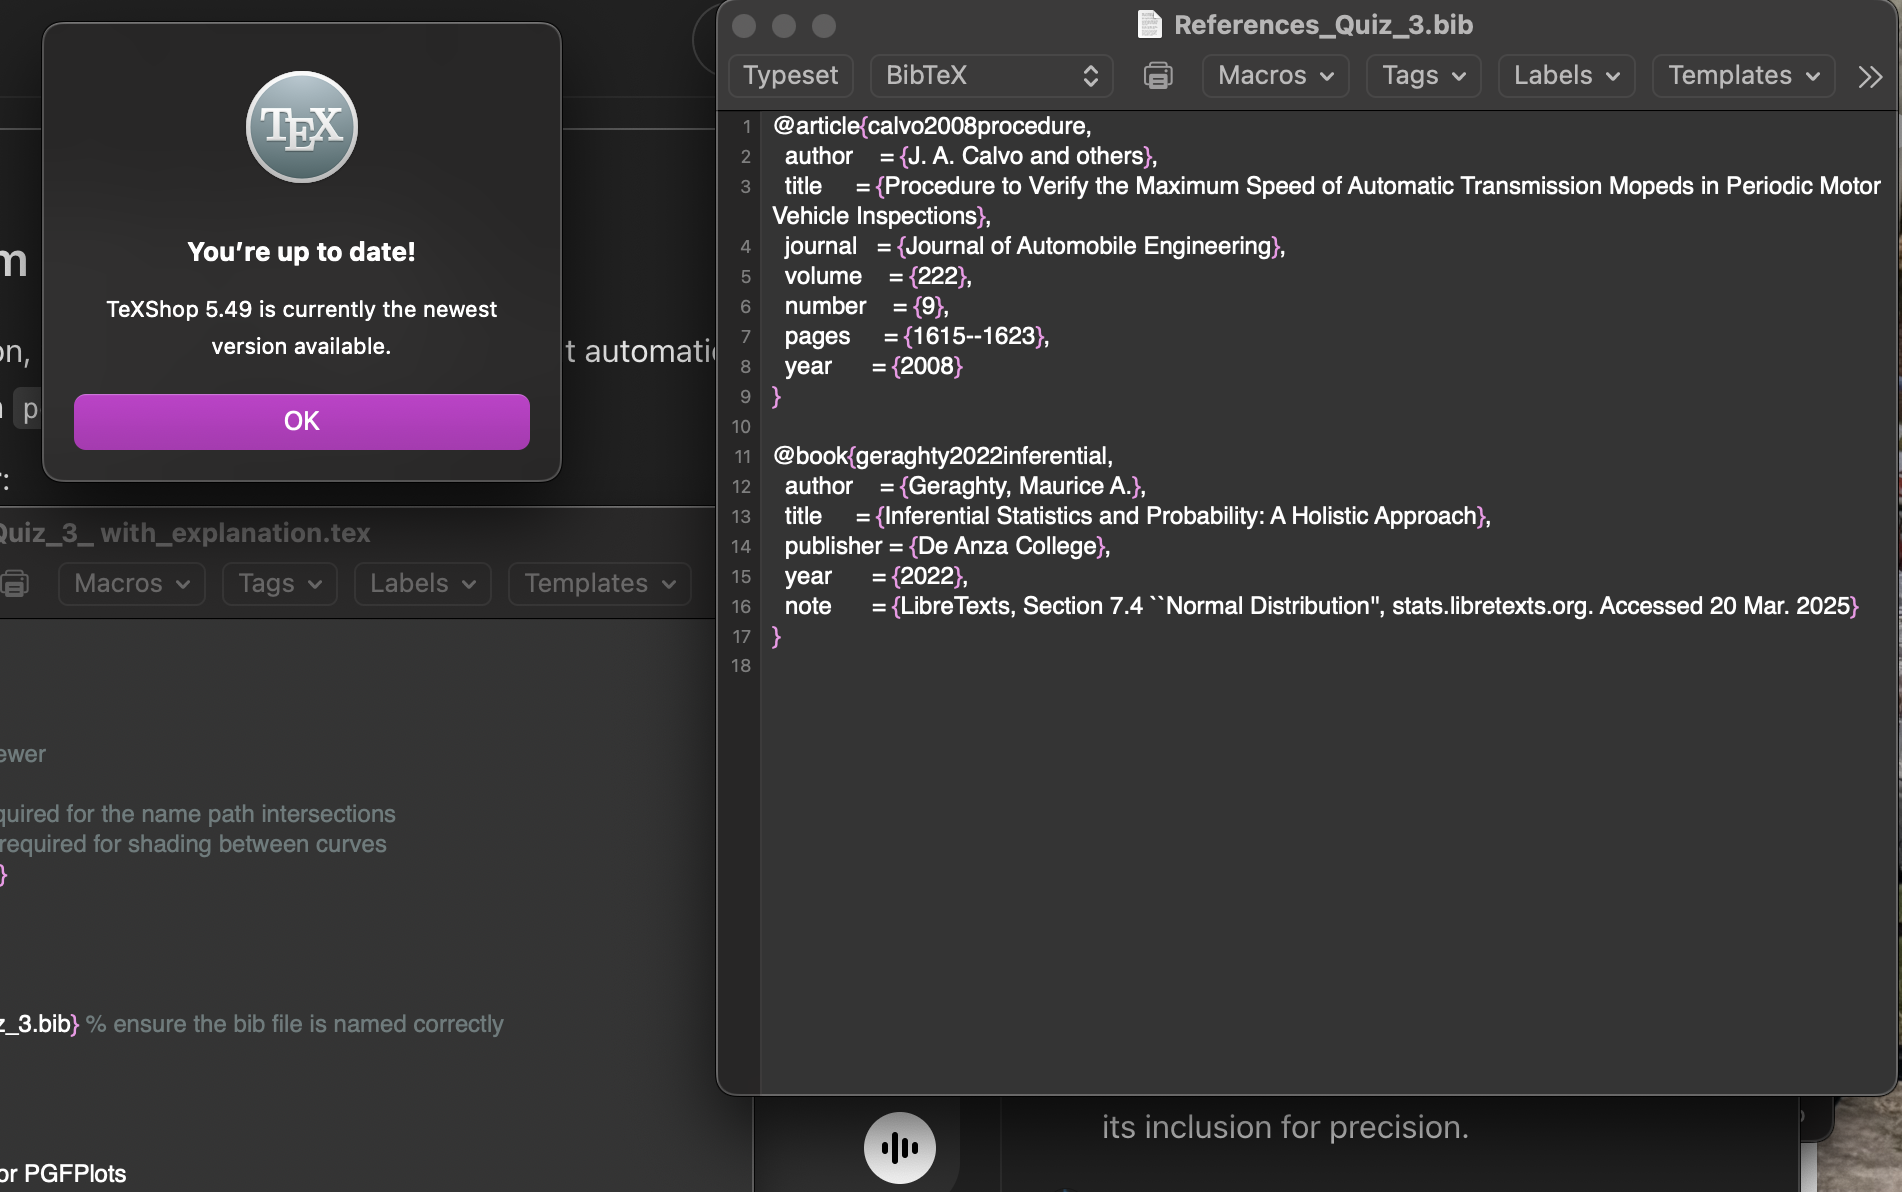 TEX
You're up to date!
TeXShop 5.49 is currently the newest
version available.
OK
m
on,
t automatic
p
:
Quiz_3_ with_explanation.tex
Macros
Tags
Labels
Templates
ewer
quired for the name path intersections
required for shading between curves
}
z_3.bib} % ensure the bib file is named correctly
or PGFPlots
References_Quiz_3.bib
Typeset
BibTeX
Macros
Tags
Labels
Templates
1 @article{calvo2008procedure,
2 author = {J. A. Calvo and others},
3 title = {Procedure to Verify the Maximum Speed of Automatic Transmission Mopeds in Periodic Motor
Vehicle Inspections},
4 journal = {Journal of Automobile Engineering},
5 volume = {222},
6 number = {9},
7 pages = {1615--1623},
8 year = {2008}
9 }
10
11 @book{geraghty2022inferential,
12 author = {Geraghty, Maurice A.},
13 title = {Inferential Statistics and Probability: A Holistic Approach},
14 publisher = {De Anza College},
15 year = {2022},
16 note = {LibreTexts, Section 7.4 ``Normal Distribution", stats.libretexts.org. Accessed 20 Mar. 2025}
17 }
18
its inclusion for precision.